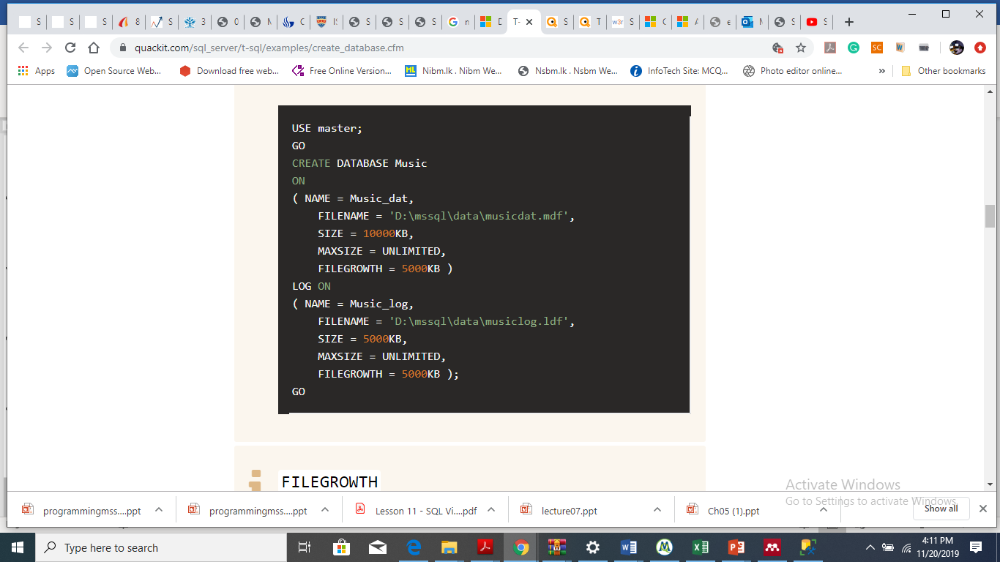 S S S 8 S 3 0 N C IS S S S n D T- S T S C A e M S S
quackit.com/sql_server/t-sql/examples/create_database.cfm
Apps Open Source Web... Download free web... Free Online Version... Nibm.lk . Nibm We... Nsbm.lk . Nsbm We... InfoTech Site: MCQ... Photo editor online... » Other bookmarks
USE master;
GO
CREATE DATABASE Music
ON
( NAME = Music_dat,
FILENAME = 'D:\mssql\data\musicdat.mdf',
SIZE = 10000KB,
MAXSIZE = UNLIMITED,
FILEGROWTH = 5000KB )
LOG ON
( NAME = Music_log,
FILENAME = 'D:\mssql\data\musiclog.ldf',
SIZE = 5000KB,
MAXSIZE = UNLIMITED,
FILEGROWTH = 5000KB );
GO
FILEGROWTH
Activate Windows
Go to Settings to activate Windows.
programmingmss....ppt programmingmss....ppt Lesson 11 - SQL Vi....pdf lecture07.ppt Ch05 (1).ppt Show all
Type here to search
4:11 PM
11/20/2019